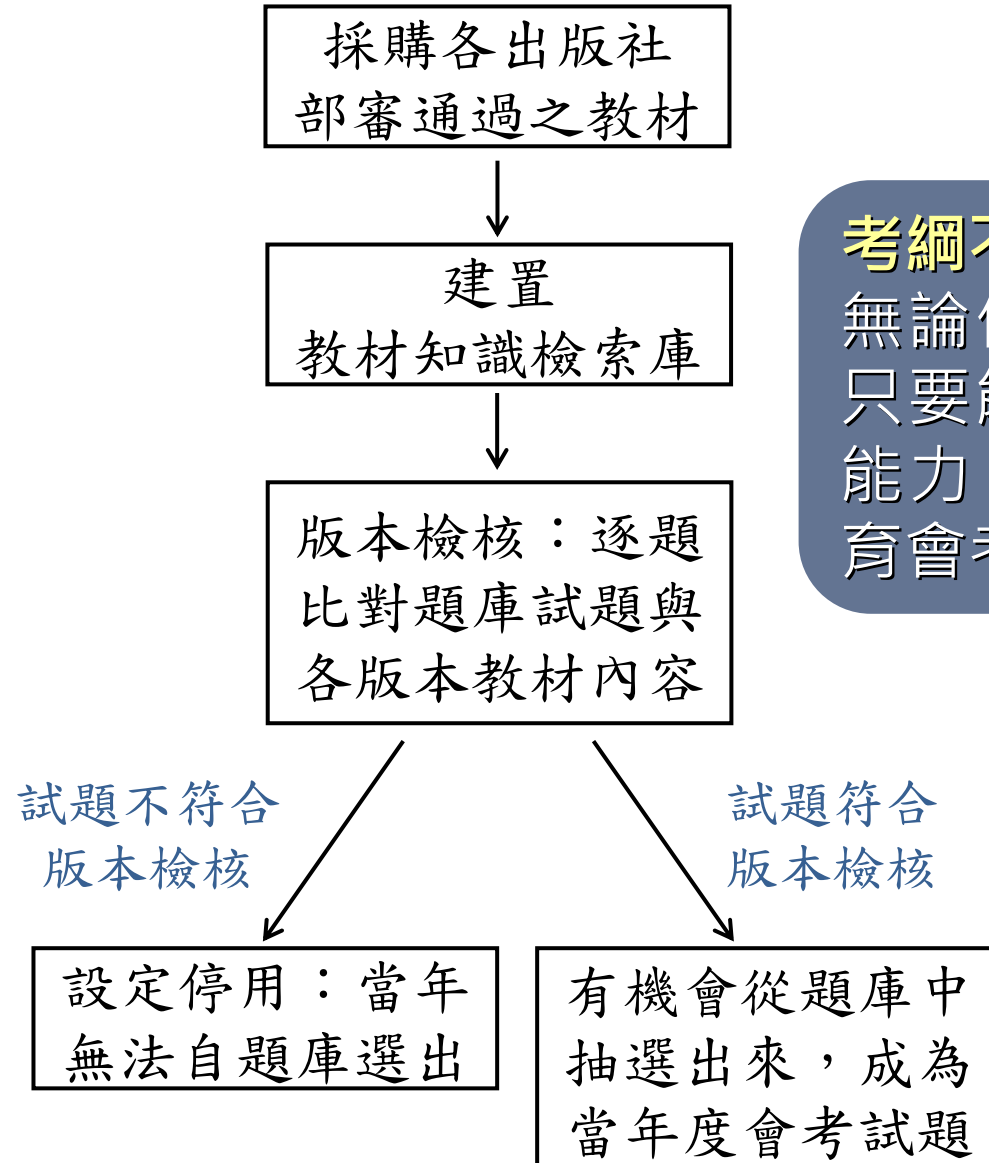 採購各出版社
部審通過之教材
建置
教材知識檢索庫
考綱
無論
只要
能力
育會
版本檢核：逐題
比對題庫試題與
各版本教材內容
試題不符合
版本檢核
試題符合
版本檢核
設定停用：當年
無法自題庫選出
有機會從題庫中
抽選出來，成為
當年度會考試題